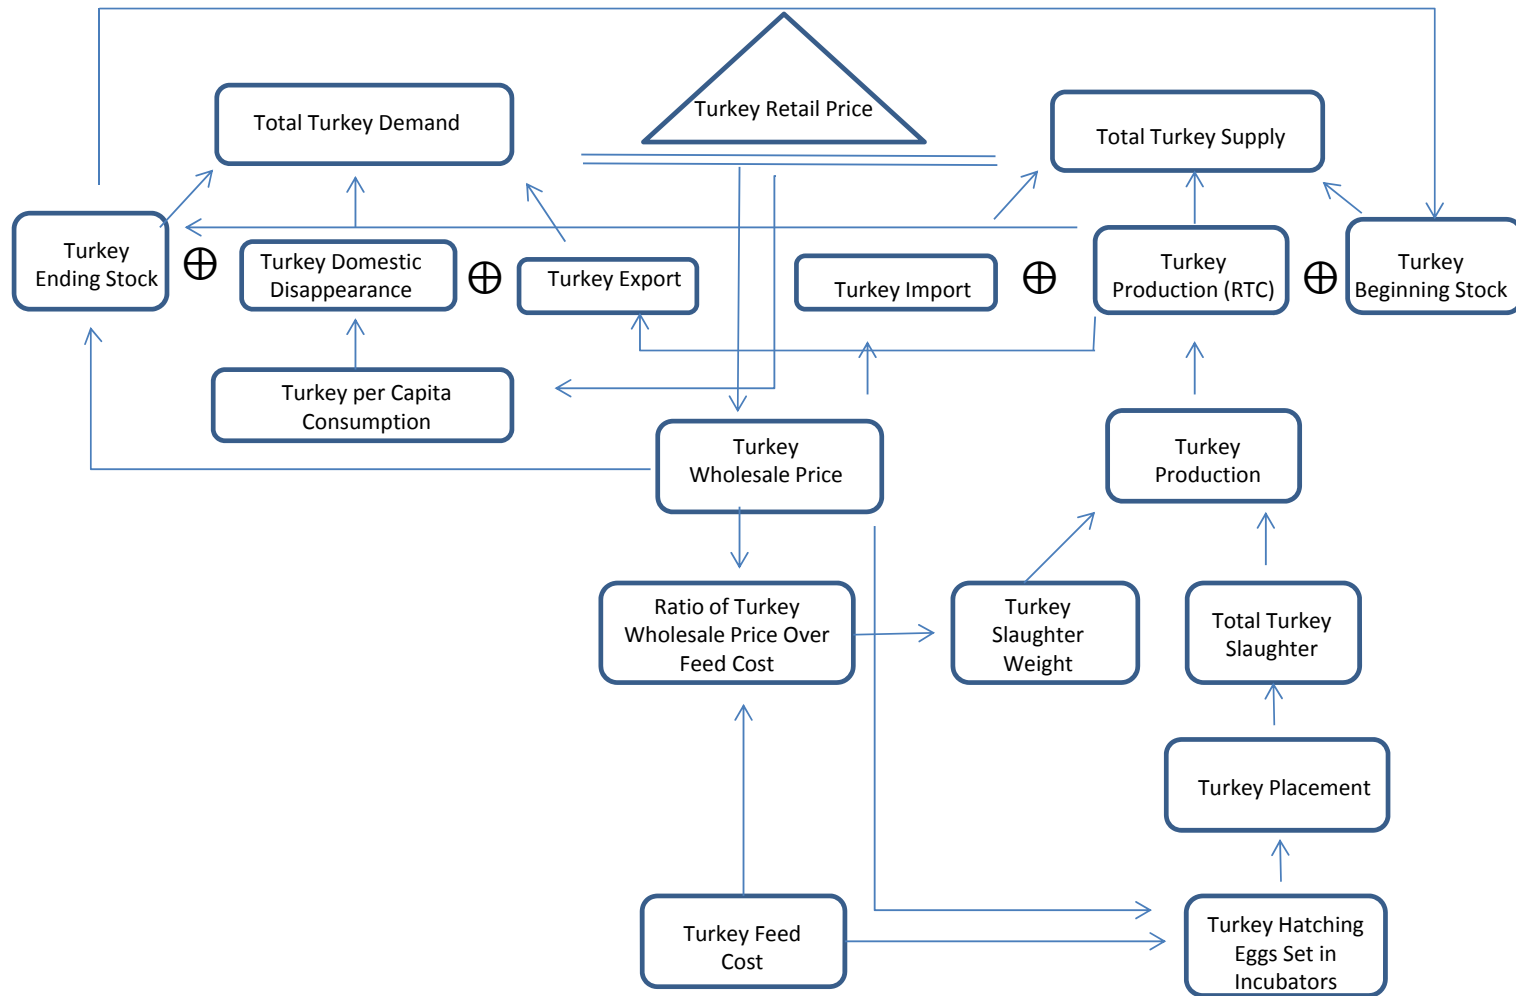 Turkey Retail Price
Total Turkey Demand
Total Turkey Supply
Turkey
Ending Stock
Turkey Domestic
Disappearance
Turkey Export
Turkey Import
Turkey
Production (RTC)
Turkey
Beginning Stock
Turkey per Capita
Consumption
Turkey
Wholesale Price
Turkey
Production
Ratio of Turkey
Wholesale Price Over
Feed Cost
Turkey
Slaughter
Weight
Total Turkey
Slaughter
Turkey Placement
Turkey Feed
Cost
Turkey Hatching
Eggs Set in
Incubators